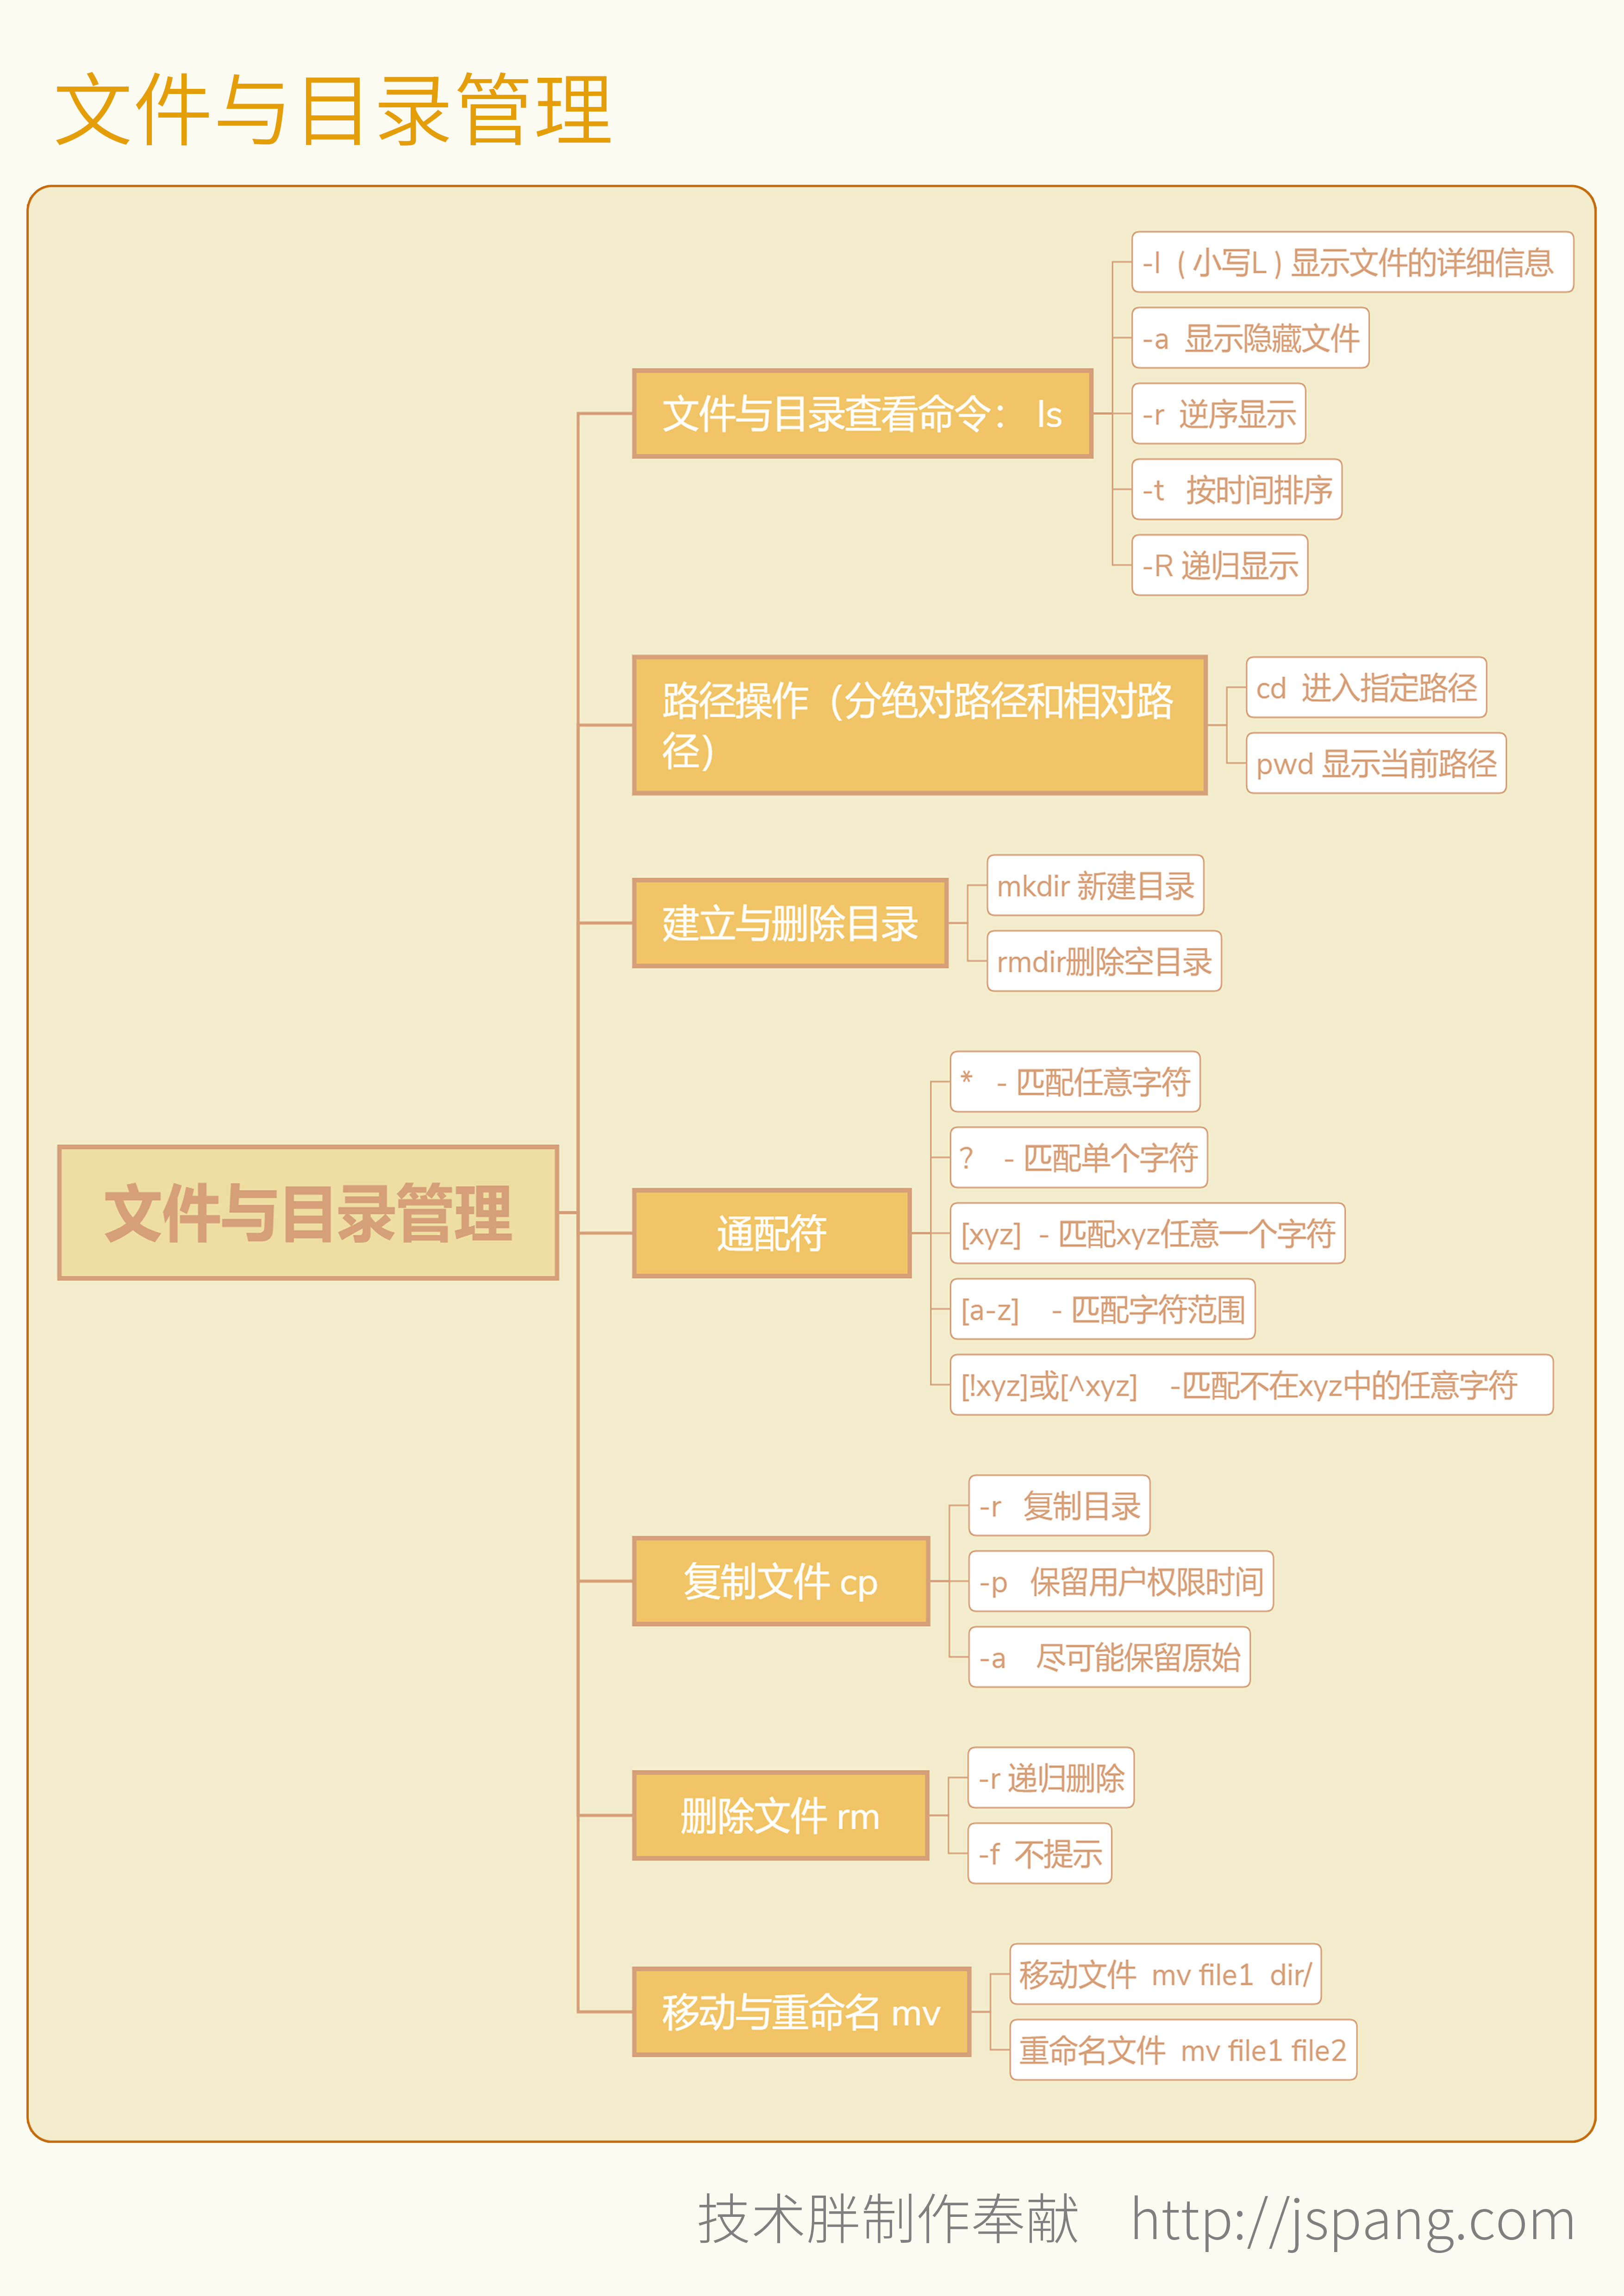 文件与目录管理
文件与目录管理
文件与目录查看命令： ls
-l （小写L）显示文件的详细信息
-a 显示隐藏文件
-r 逆序显示
-t 按时间排序
-R 递归显示
路径操作（分绝对路径和相对路
径）
cd 进入指定路径
pwd 显示当前路径
建立与删除目录
mkdir 新建目录
rmdir删除空目录
通配符
* - 匹配任意字符
? - 匹配单个字符
[xyz] - 匹配xyz任意一个字符
[a-z] - 匹配字符范围
[!xyz]或[^xyz] -匹配不在xyz中的任意字符
复制文件 cp
-r 复制目录
-p 保留用户权限时间
-a 尽可能保留原始
删除文件 rm
-r 递归删除
-f 不提示
移动与重命名 mv
移动文件 mv file1 dir/
重命名文件 mv file1 file2
技术胖制作奉献 http://jspang.com